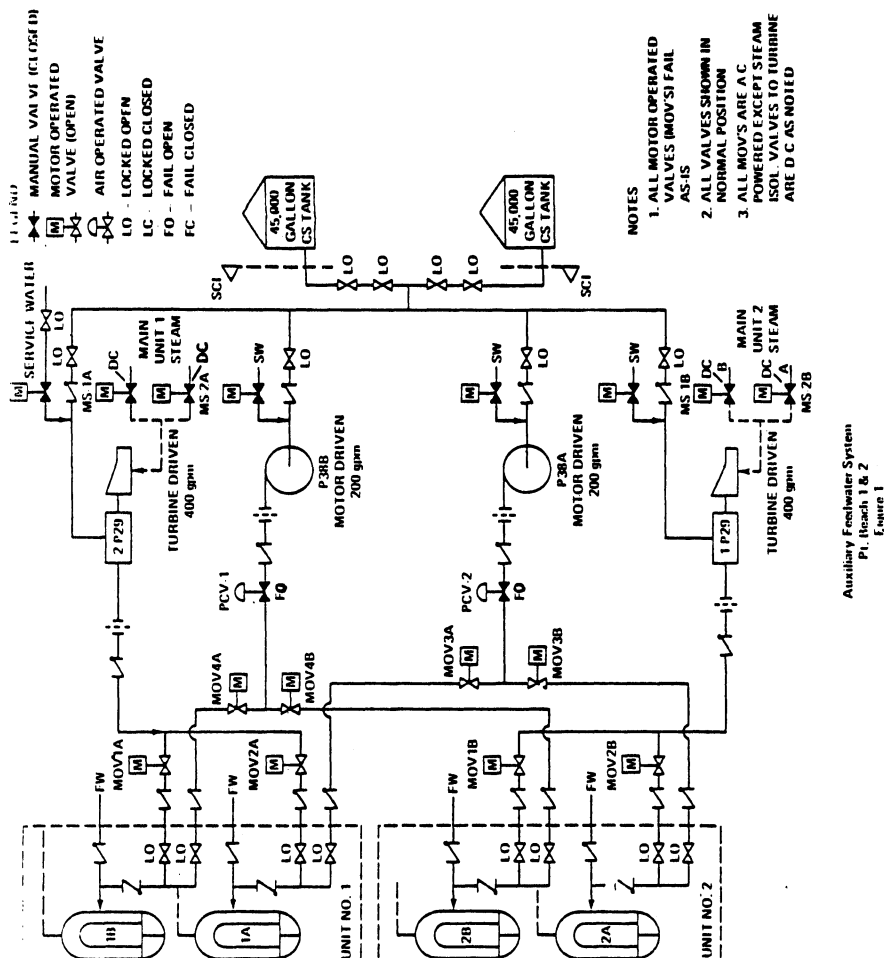 LEGEND
MANUAL VALVE (CLOSED)
MOTOR OPERATED
VALVE (OPEN)
AIR OPERATED VALVE
LO - LOCKED OPEN
LC - LOCKED CLOSED
FO - FAIL OPEN
FC - FAIL CLOSED
NOTES
1. ALL MOTOR OPERATED
VALVES (MOV'S) FAIL
AS-IS
2. ALL VALVES SHOWN IN
NORMAL POSITION
3. ALL MOV'S ARE A C
POWERED EXCEPT STEAM
ISOL. VALVES TO TURBINE
ARE D C AS NOTED
45,000
GALLON
CS TANK
45,000
GALLON
CS TANK
SCI
LO
LO
LO
LO
SCI
SERVICE WATER
M
LO
LO
MS 1A
M
DC
MAIN
UNIT 1
STEAM
M
DC
MS 2A
M
SW
LO
M
SW
LO
M
SW
LO
MS 1B
M
DC
B
MAIN
UNIT 2
STEAM
M
DC
A
MS 2B
2 P29
TURBINE DRIVEN
400 gpm
P38B
MOTOR DRIVEN
200 gpm
P38A
MOTOR DRIVEN
200 gpm
1 P29
TURBINE DRIVEN
400 gpm
PCV-1
FO
PCV-2
FO
MOV4A
M
M
MOV4B
MOV3A
M
M
MOV3B
MOV1A
M
MOV2A
M
MOV1B
M
MOV2B
M
FW
FW
FW
FW
LO
LO
LO
LO
LO
LO
LO
LO
1B
1A
UNIT NO. 1
2B
2A
UNIT NO. 2
Auxiliary Feedwater System
Pt. Beach 1 & 2
Figure 1